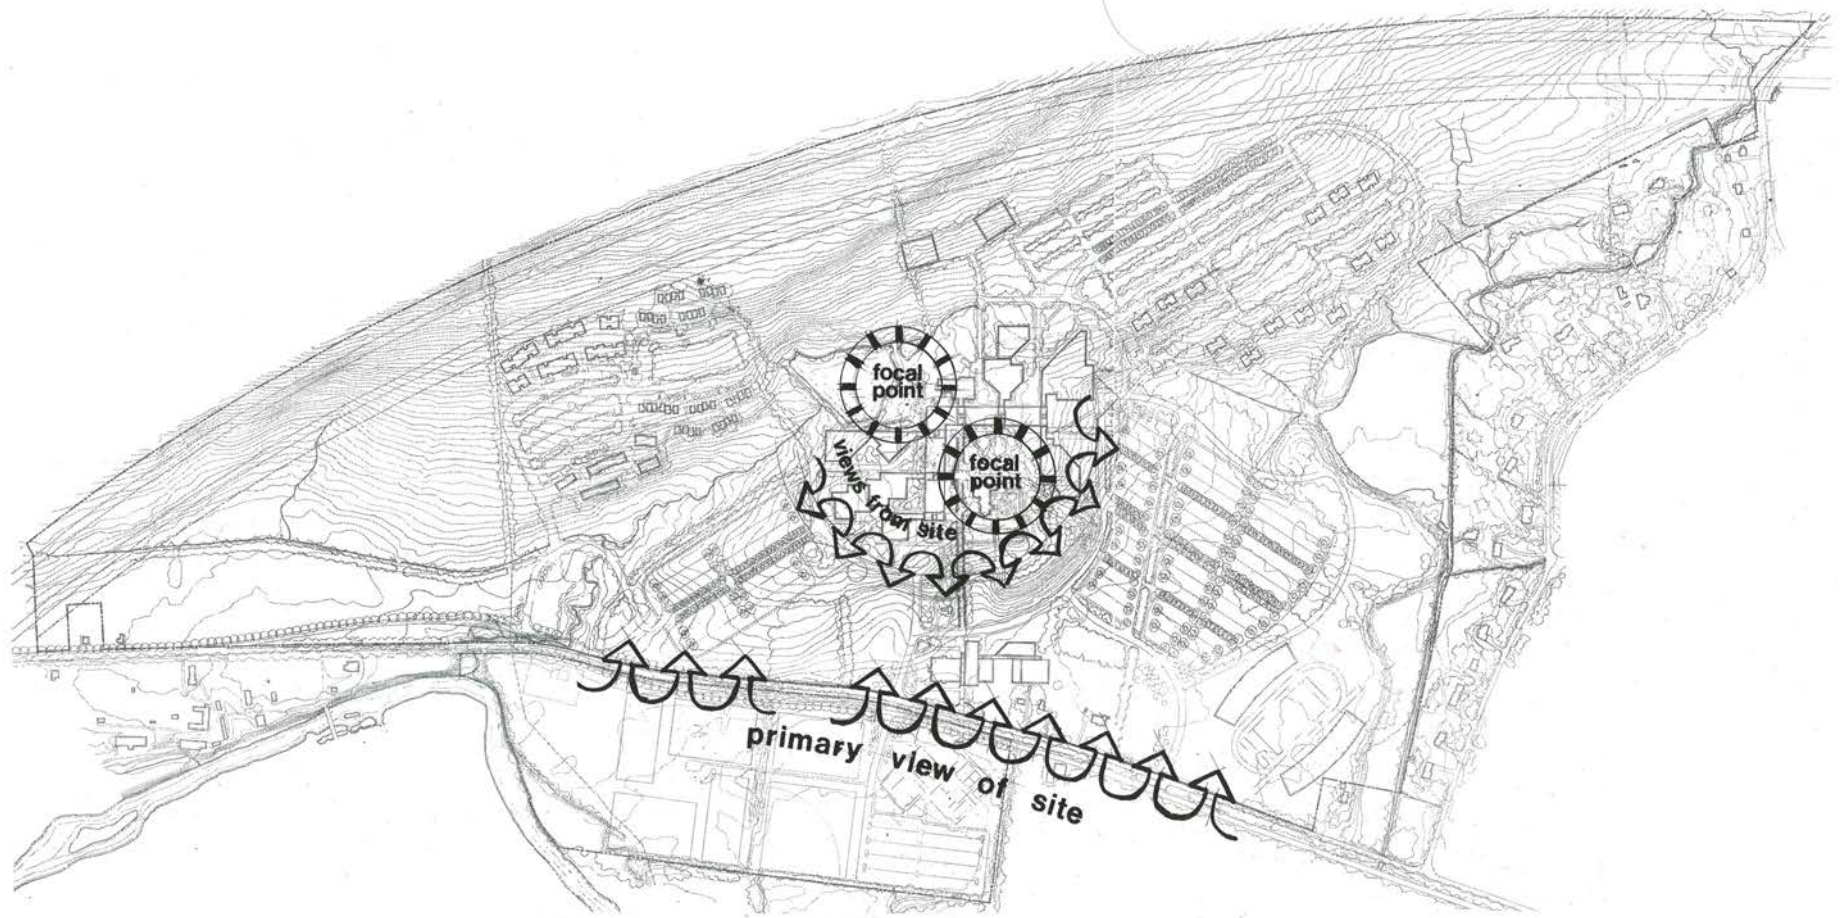 focal
point
focal
point
views from site
primary view of site